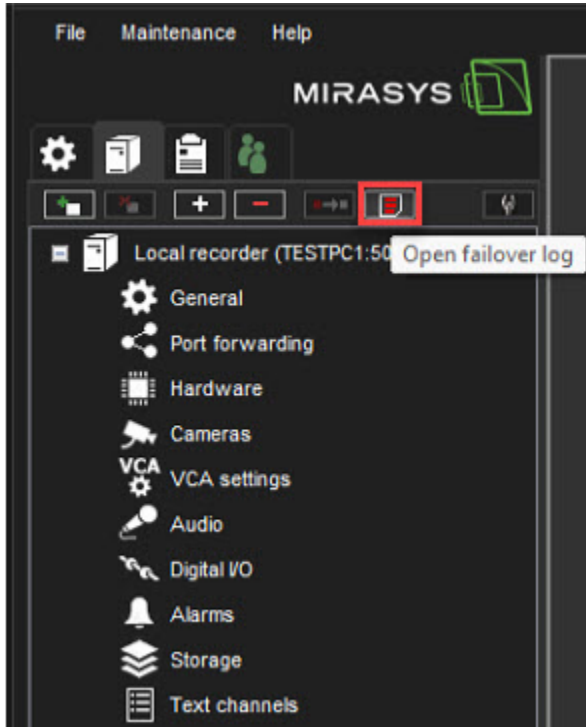 File Maintenance Help
MIRASYS
Local recorder (TESTPC1:50
Open failover log
General
Port forwarding
Hardware
Cameras
VCA VCA settings
Audio
Digital I/O
Alarms
Storage
Text channels